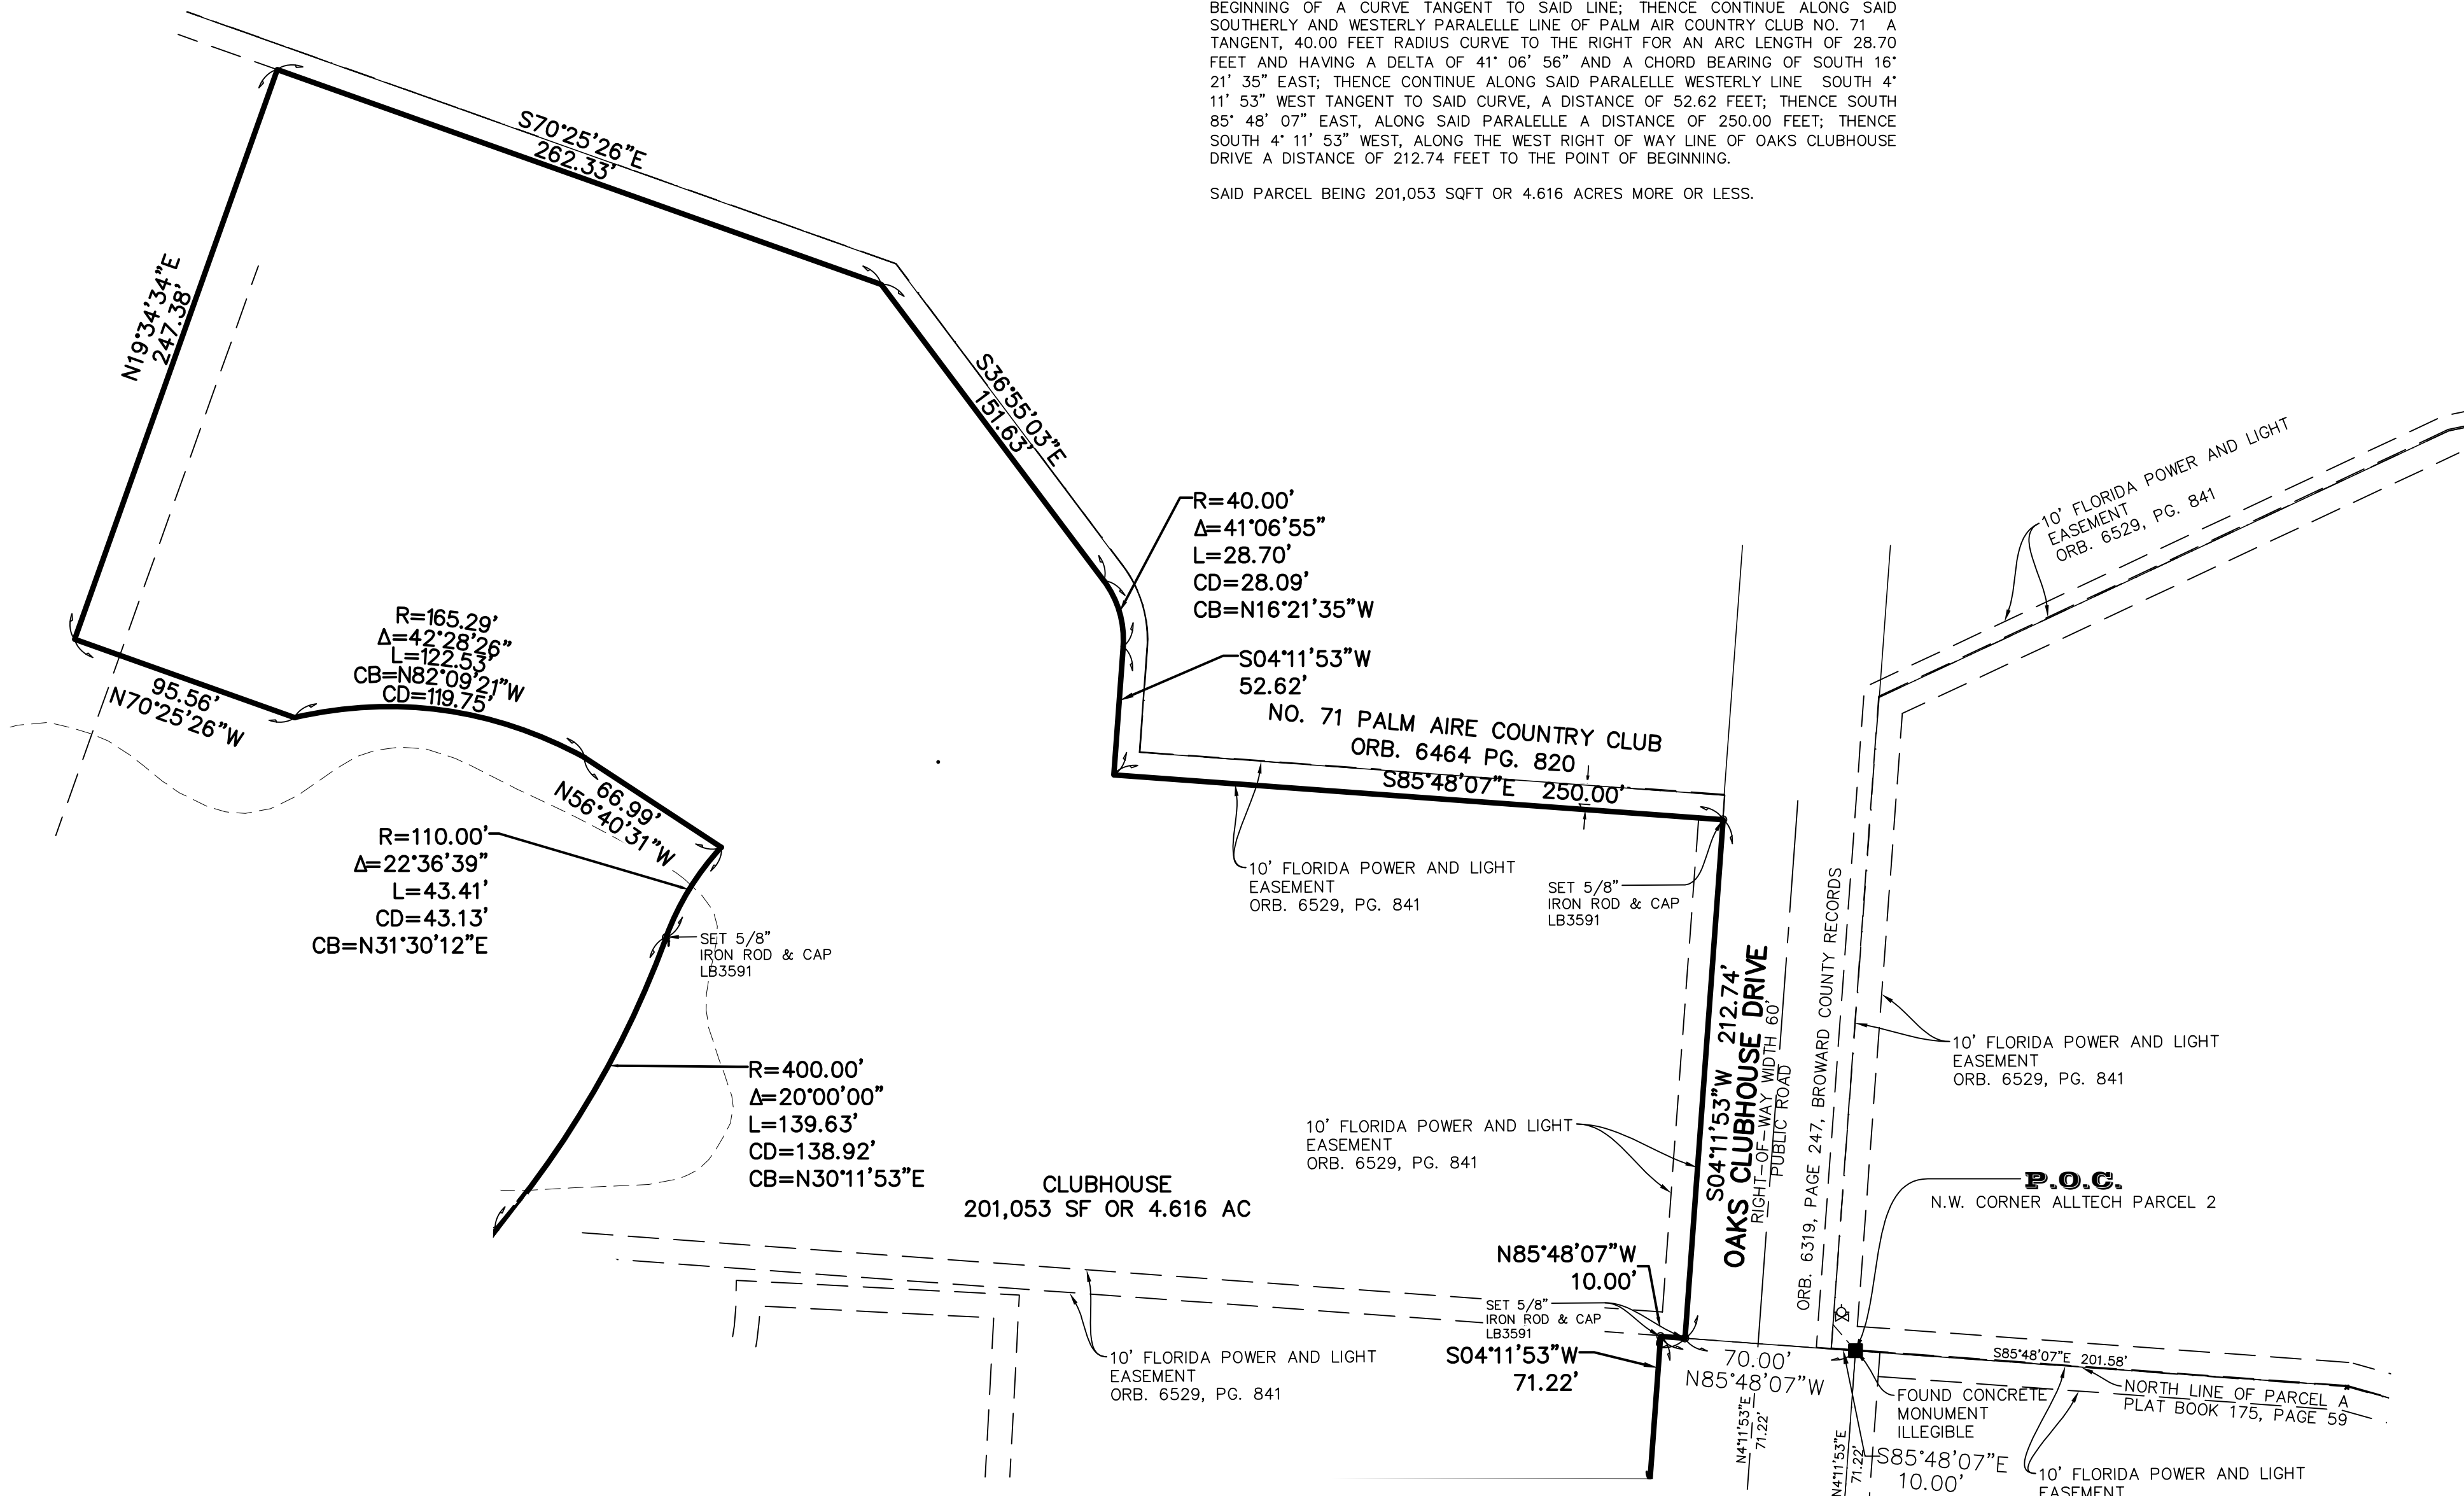 BEGINNING OF A CURVE TANGENT TO SAID LINE; THENCE CONTINUE ALONG SAID
SOUTHERLY AND WESTERLY PARALELLE LINE OF PALM AIR COUNTRY CLUB NO. 71 A
TANGENT, 40.00 FEET RADIUS CURVE TO THE RIGHT FOR AN ARC LENGTH OF 28.70
FEET AND HAVING A DELTA OF 41° 06' 56" AND A CHORD BEARING OF SOUTH 16°
21' 35" EAST; THENCE CONTINUE ALONG SAID PARALELLE WESTERLY LINE SOUTH 4°
11' 53" WEST TANGENT TO SAID CURVE, A DISTANCE OF 52.62 FEET; THENCE SOUTH
85° 48' 07" EAST, ALONG SAID PARALELLE A DISTANCE OF 250.00 FEET; THENCE
SOUTH 4° 11' 53" WEST, ALONG THE WEST RIGHT OF WAY LINE OF OAKS CLUBHOUSE
DRIVE A DISTANCE OF 212.74 FEET TO THE POINT OF BEGINNING.
SAID PARCEL BEING 201,053 SQFT OR 4.616 ACRES MORE OR LESS.
S70°25'26"E
262.33'
N19°34'34"E
247.38'
S36°55'03"E
151.63'
R=40.00'
Δ=41°06'55"
L=28.70'
CD=28.09'
CB=N16°21'35"W
S04°11'53"W
52.62'
10' FLORIDA POWER AND LIGHT
EASEMENT
ORB. 6529, PG. 841
R=165.29'
Δ=42°28'26"
L=122.53'
CB=N82°09'21"W
CD=119.75'
95.56'
N70°25'26"W
66.99'
N56°40'31"W
NO. 71 PALM AIRE COUNTRY CLUB
ORB. 6464 PG. 820
S85°48'07"E 250.00'
R=110.00'
Δ=22°36'39"
L=43.41'
CD=43.13'
CB=N31°30'12"E
SET 5/8"
IRON ROD & CAP
LB3591
10' FLORIDA POWER AND LIGHT
EASEMENT
ORB. 6529, PG. 841
SET 5/8"
IRON ROD & CAP
LB3591
R=400.00'
Δ=20°00'00"
L=139.63'
CD=138.92'
CB=N30°11'53"E
CLUBHOUSE
201,053 SF OR 4.616 AC
10' FLORIDA POWER AND LIGHT
EASEMENT
ORB. 6529, PG. 841
S04°11'53"W 212.74'
OAKS CLUBHOUSE DRIVE
RIGHT-OF-WAY WIDTH 60'
PUBLIC ROAD
ORB. 6319, PAGE 247, BROWARD COUNTY RECORDS
10' FLORIDA POWER AND LIGHT
EASEMENT
ORB. 6529, PG. 841
P.O.C.
N.W. CORNER ALLTECH PARCEL 2
N85°48'07"W
10.00'
SET 5/8"
IRON ROD & CAP
LB3591
S04°11'53"W
71.22'
10' FLORIDA POWER AND LIGHT
EASEMENT
ORB. 6529, PG. 841
70.00'
N85°48'07"W
N4°11'53"E
71.22'
N4°11'53"E
71.22'
S85°48'07"E 201.58'
NORTH LINE OF PARCEL A
PLAT BOOK 175, PAGE 59
FOUND CONCRETE
MONUMENT
ILLEGIBLE
S85°48'07"E
10.00'
10' FLORIDA POWER AND LIGHT
EASEMENT